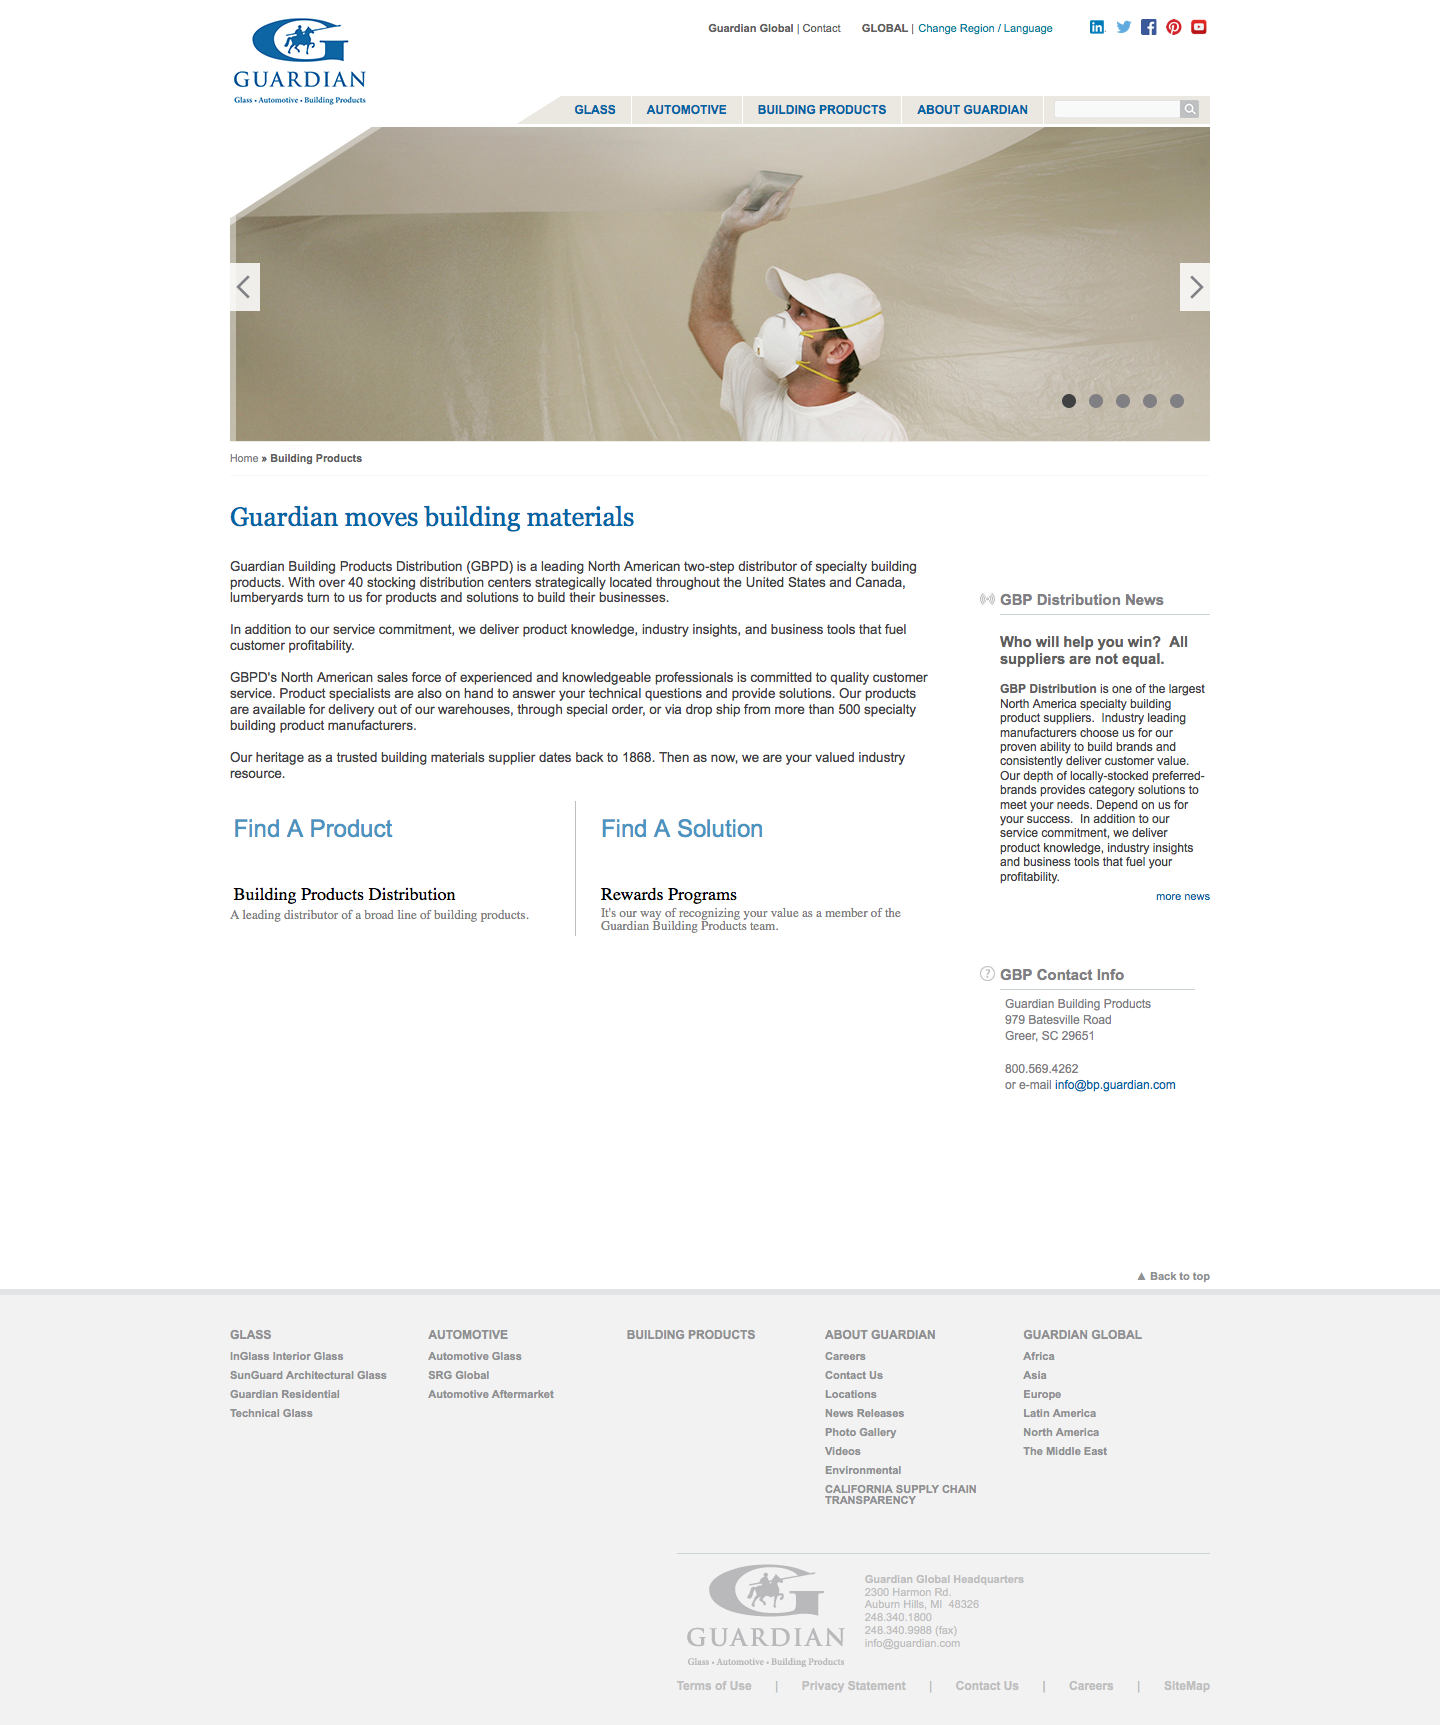 Guardian Global | Contact
GLOBAL | Change Region / Language
GUARDIAN
Glass • Automotive • Building Products
GLASS
AUTOMOTIVE
BUILDING PRODUCTS
ABOUT GUARDIAN
Home » Building Products
Guardian moves building materials
Guardian Building Products Distribution (GBPD) is a leading North American two-step distributor of specialty building
products. With over 40 stocking distribution centers strategically located throughout the United States and Canada,
lumberyards turn to us for products and solutions to build their businesses.
In addition to our service commitment, we deliver product knowledge, industry insights, and business tools that fuel
customer profitability.
GBPD's North American sales force of experienced and knowledgeable professionals is committed to quality customer
service. Product specialists are also on hand to answer your technical questions and provide solutions. Our products
are available for delivery out of our warehouses, through special order, or via drop ship from more than 500 specialty
building product manufacturers.
Our heritage as a trusted building materials supplier dates back to 1868. Then as now, we are your valued industry
resource.
Find A Product
Building Products Distribution
A leading distributor of a broad line of building products.
Find A Solution
Rewards Programs
It's our way of recognizing your value as a member of the
Guardian Building Products team.
GBP Distribution News
Who will help you win?  All
suppliers are not equal.
GBP Distribution is one of the largest
North America specialty building
product suppliers.  Industry leading
manufacturers choose us for our
proven ability to build brands and
consistently deliver customer value.
Our depth of locally-stocked preferred-
brands provides category solutions to
meet your needs. Depend on us for
your success.  In addition to our
service commitment, we deliver
product knowledge, industry insights
and business tools that fuel your
profitability.
more news
GBP Contact Info
Guardian Building Products
979 Batesville Road
Greer, SC 29651
800.569.4262
or e-mail info@bp.guardian.com
▲ Back to top
GLASS
InGlass Interior Glass
SunGuard Architectural Glass
Guardian Residential
Technical Glass
AUTOMOTIVE
Automotive Glass
SRG Global
Automotive Aftermarket
BUILDING PRODUCTS
ABOUT GUARDIAN
Careers
Contact Us
Locations
News Releases
Photo Gallery
Videos
Environmental
CALIFORNIA SUPPLY CHAIN
TRANSPARENCY
GUARDIAN GLOBAL
Africa
Asia
Europe
Latin America
North America
The Middle East
GUARDIAN
Glass • Automotive • Building Products
Guardian Global Headquarters
2300 Harmon Rd.
Auburn Hills, MI  48326
248.340.1800
248.340.9988 (fax)
info@guardian.com
Terms of Use | Privacy Statement | Contact Us | Careers | SiteMap